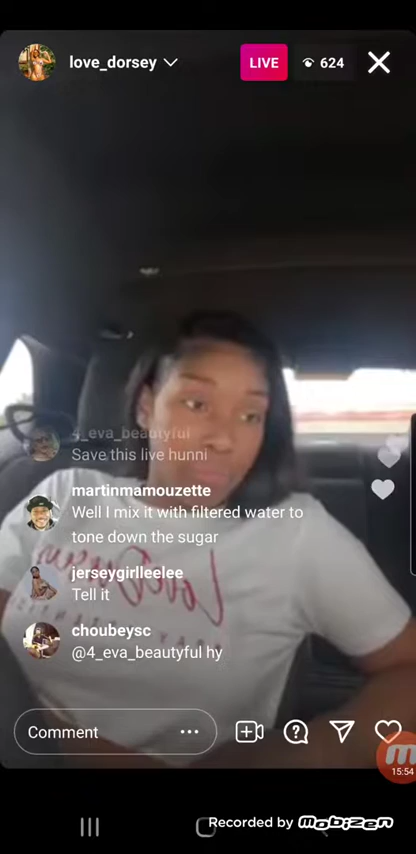 love_dorsey
LIVE
624
4_eva_beautyful
Save this live hunni
martinmamouzette
Well I mix it with filtered water to
tone down the sugar
jerseygirlleelee
Tell it
choubeysc
@4_eva_beautyful hy
Comment
15:54
Recorded by mobizen